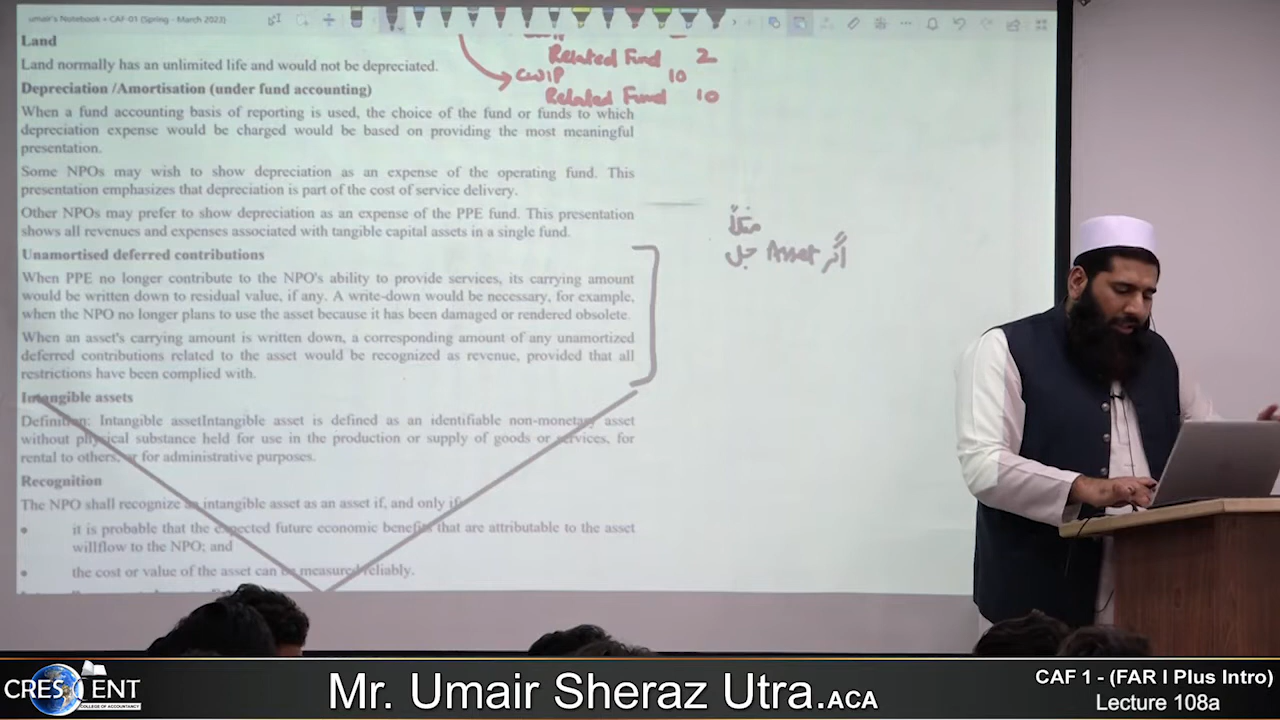 umair's Notebook • CAF-01 (Spring - March 2023)
Land
Land normally has an unlimited life and would not be depreciated.
Depreciation /Amortisation (under fund accounting)
When a fund accounting basis of reporting is used, the choice of the fund or funds to which
depreciation expense would be charged would be based on providing the most meaningful
presentation.
Some NPOs may wish to show depreciation as an expense of the operating fund. This
presentation emphasizes that depreciation is part of the cost of service delivery.
Other NPOs may prefer to show depreciation as an expense of the PPE fund. This presentation
shows all revenues and expenses associated with tangible capital assets in a single fund.
Unamortised deferred contributions
When PPE no longer contribute to the NPO's ability to provide services, its carrying amount
would be written down to residual value, if any. A write-down would be necessary, for example,
when the NPO no longer plans to use the asset because it has been damaged or rendered obsolete.
When an asset's carrying amount is written down, a corresponding amount of any unamortized
deferred contributions related to the asset would be recognized as revenue, provided that all
restrictions have been complied with.
Intangible assets
Definition: Intangible assetIntangible asset is defined as an identifiable non-monetary asset
without physical substance held for use in the production or supply of goods or services, for
rental to others, or for administrative purposes.
Recognition
The NPO shall recognize an intangible asset as an asset if, and only if:
• it is probable that the expected future economic benefits that are attributable to the asset
willflow to the NPO; and
• the cost or value of the asset can be measured reliably.
Related Fund 2
CWIP 10
Related Fund 10
مثلاً
اگر Asset جل
CRESCENT
COLLEGE OF ACCOUNTANCY
Mr. Umair Sheraz Utra.ACA
CAF 1 - (FAR I Plus Intro)
Lecture 108a